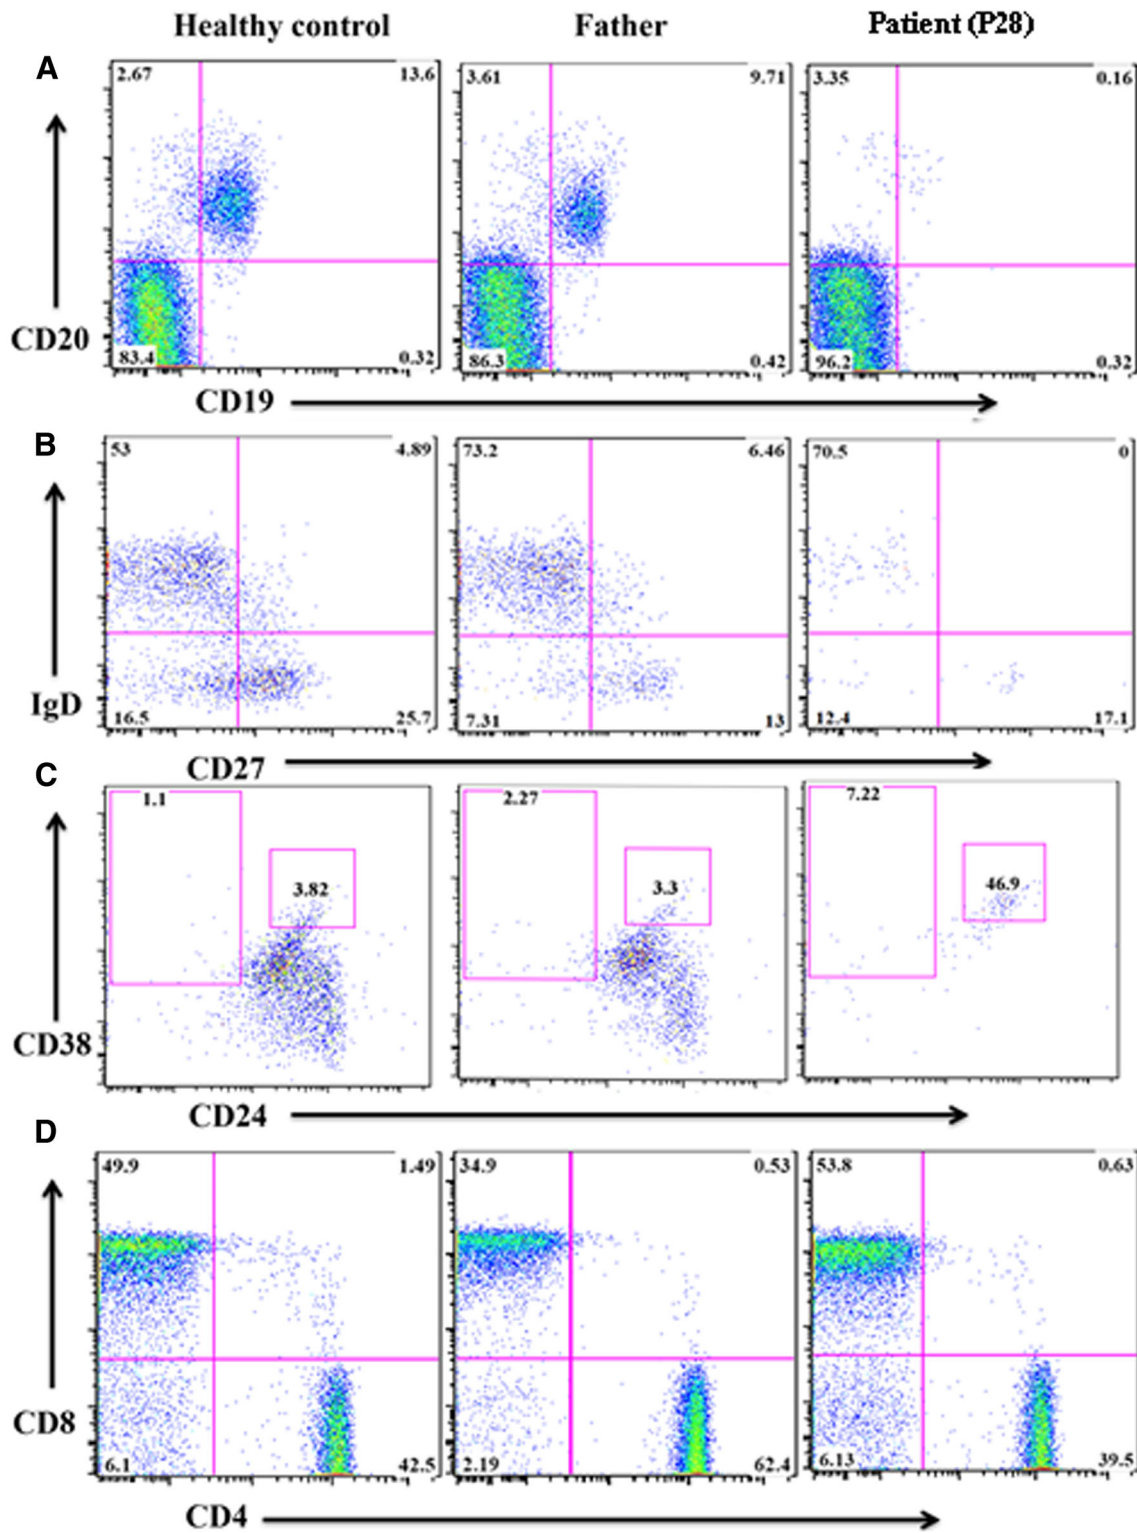 Healthy control Father Patient (P28)
A
2.67 13.6 3.61 9.71 3.35 0.16
CD20
83.4 0.32 86.3 0.42 96.2 0.32
CD19
B
53 4.89 73.2 6.46 70.5 0
IgD
16.5 25.7 7.31 13 12.4 17.1
CD27
C
1.1 2.27 7.22
3.82 3.3 46.9
CD38
CD24
D
49.9 1.49 34.9 0.53 53.8 0.63
CD8
6.1 42.5 2.19 62.4 6.13 39.5
CD4